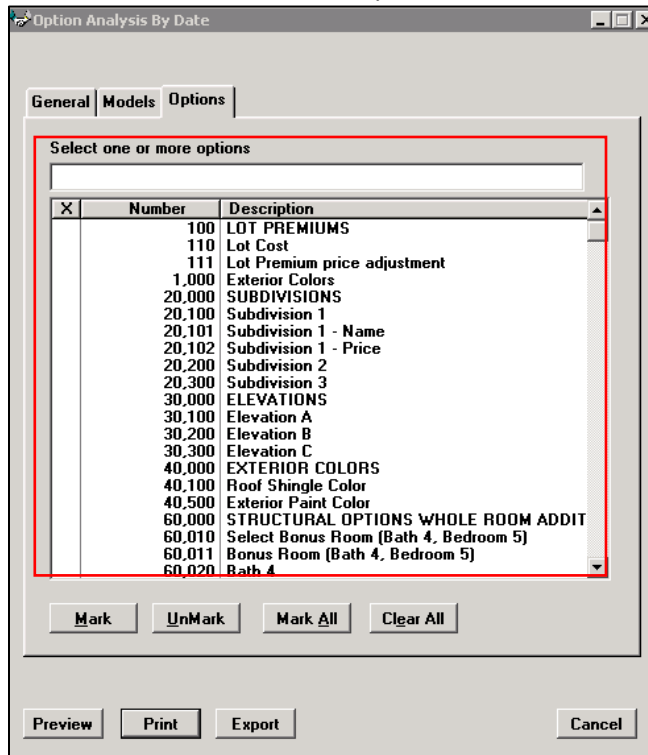 Option Analysis By Date
General Models Options
Select one or more options
X Number Description
100 LOT PREMIUMS
110 Lot Cost
111 Lot Premium price adjustment
1,000 Exterior Colors
20,000 SUBDIVISIONS
20,100 Subdivision 1
20,101 Subdivision 1 - Name
20,102 Subdivision 1 - Price
20,200 Subdivision 2
20,300 Subdivision 3
30,000 ELEVATIONS
30,100 Elevation A
30,200 Elevation B
30,300 Elevation C
40,000 EXTERIOR COLORS
40,100 Roof Shingle Color
40,500 Exterior Paint Color
60,000 STRUCTURAL OPTIONS WHOLE ROOM ADDIT
60,010 Select Bonus Room (Bath 4, Bedroom 5)
60,011 Bonus Room (Bath 4, Bedroom 5)
60,020 Bath 4
Mark UnMark Mark All Clear All
Preview Print Export Cancel